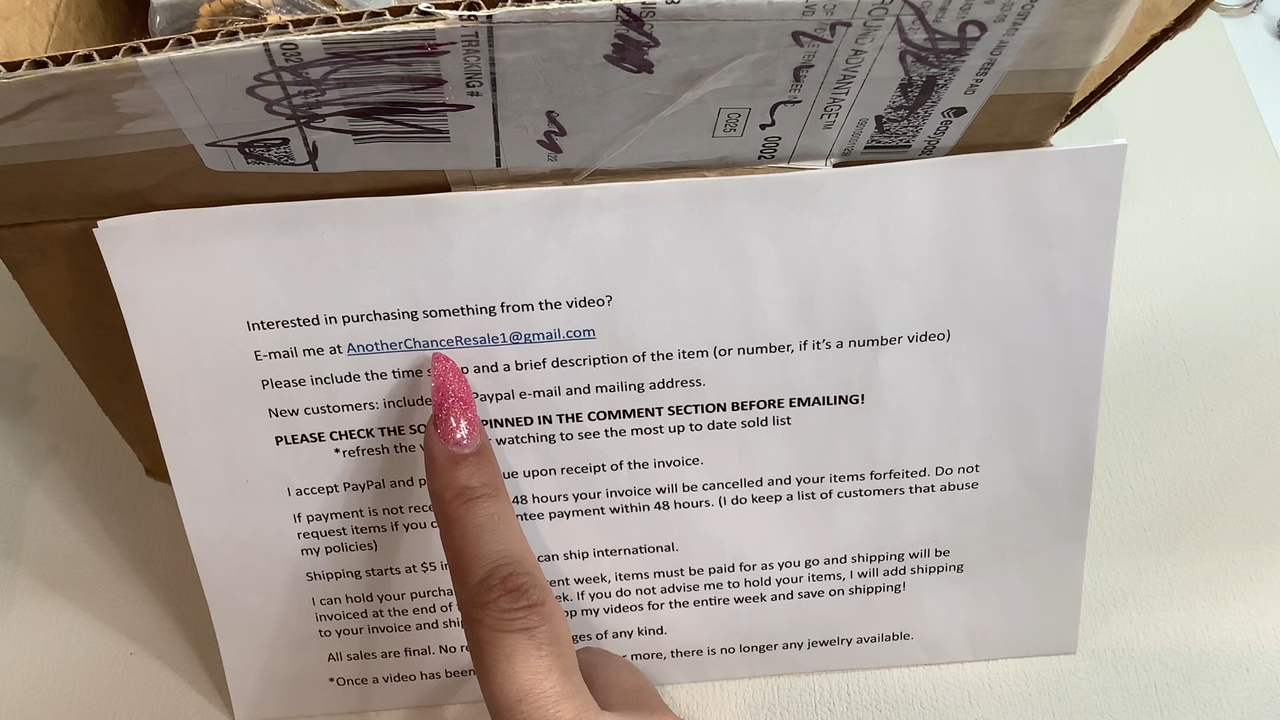 TRACKING #
0002
C025
GROUND ADVANTAGE™
POSTAGE AND FEES PAID
easypost
Interested in purchasing something from the video?
E-mail me at AnotherChanceResale1@gmail.com
Please include the time and a brief description of the item (or number, if it's a number video)
New customers: include Paypal e-mail and mailing address.
PLEASE CHECK THE PINNED IN THE COMMENT SECTION BEFORE EMAILING!
*refresh the watching to see the most up to date sold list
I accept PayPal and upon receipt of the invoice.
If payment is not 48 hours your invoice will be cancelled and your items forfeited. Do not
request items if you payment within 48 hours. (I do keep a list of customers that abuse
my policies)
Shipping starts at $5 can ship international.
I can hold your week, items must be paid for as you go and shipping will be
invoiced at the end of If you do not advise me to hold your items, I will add shipping
to your invoice and my videos for the entire week and save on shipping!
All sales are final. No of any kind.
*Once a video has been more, there is no longer any jewelry available.